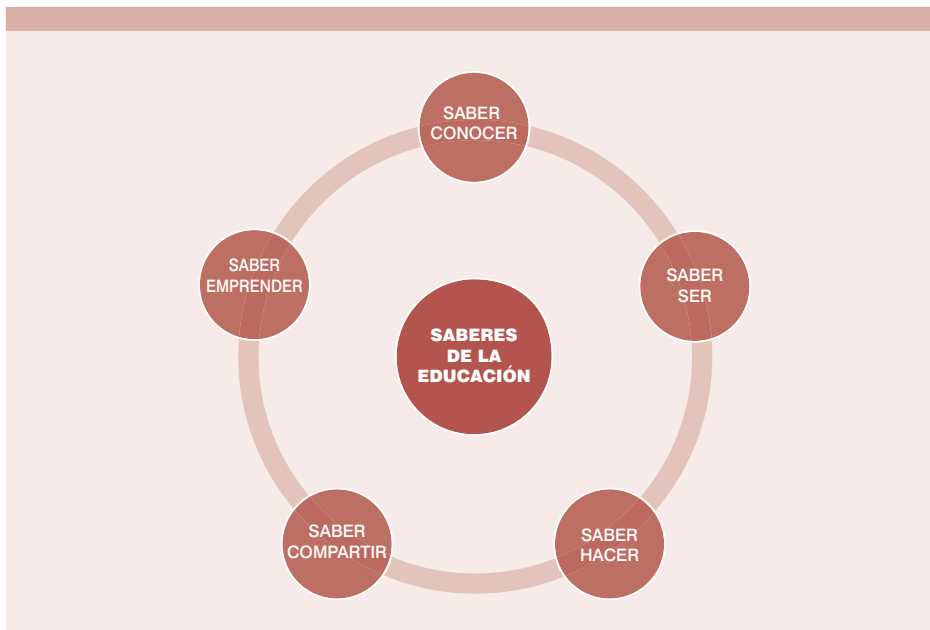 SABER
CONOCER
SABER
EMPRENDER
SABER
SER
SABERES
DE LA
EDUCACIÓN
SABER
COMPARTIR
SABER
HACER